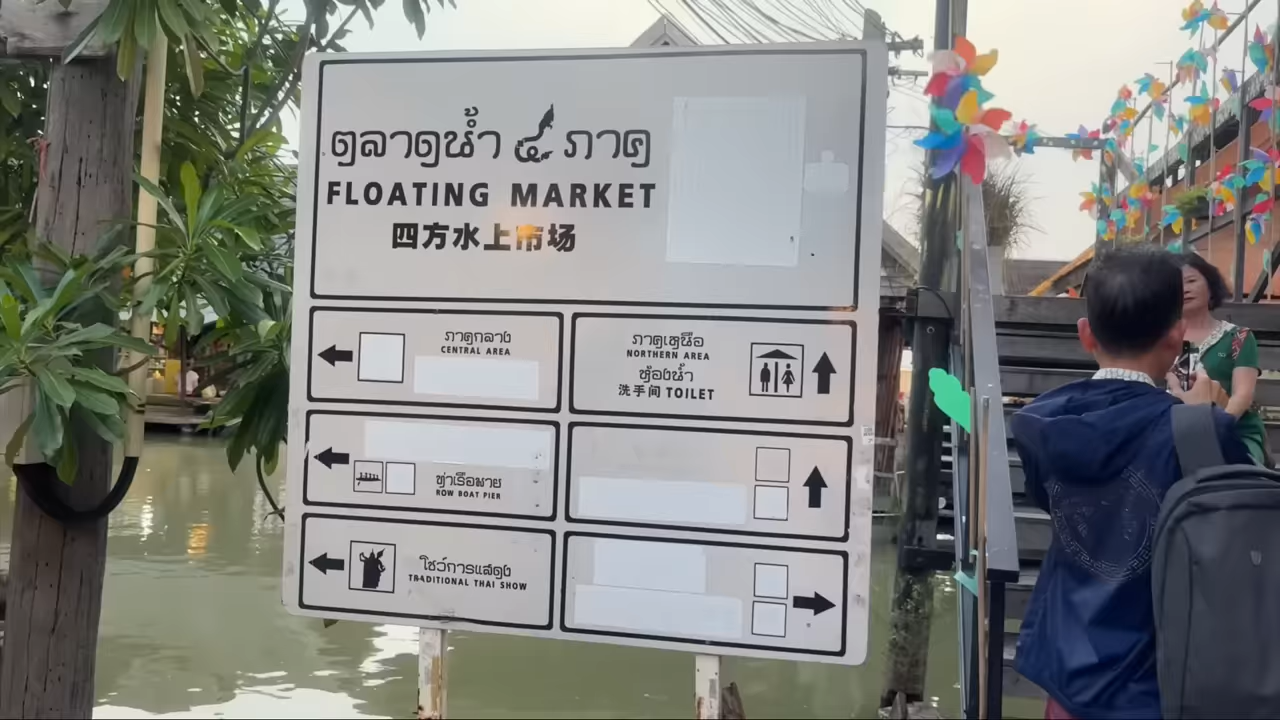 ตลาดน้ำ ๔ ภาค
FLOATING MARKET
四方水上市场
ภาคกลาง
CENTRAL AREA
ภาคเหนือ
NORTHERN AREA
ห้องน้ำ
洗手间 TOILET
ท่าเรือพาย
ROW BOAT PIER
โชว์การแสดง
TRADITIONAL THAI SHOW